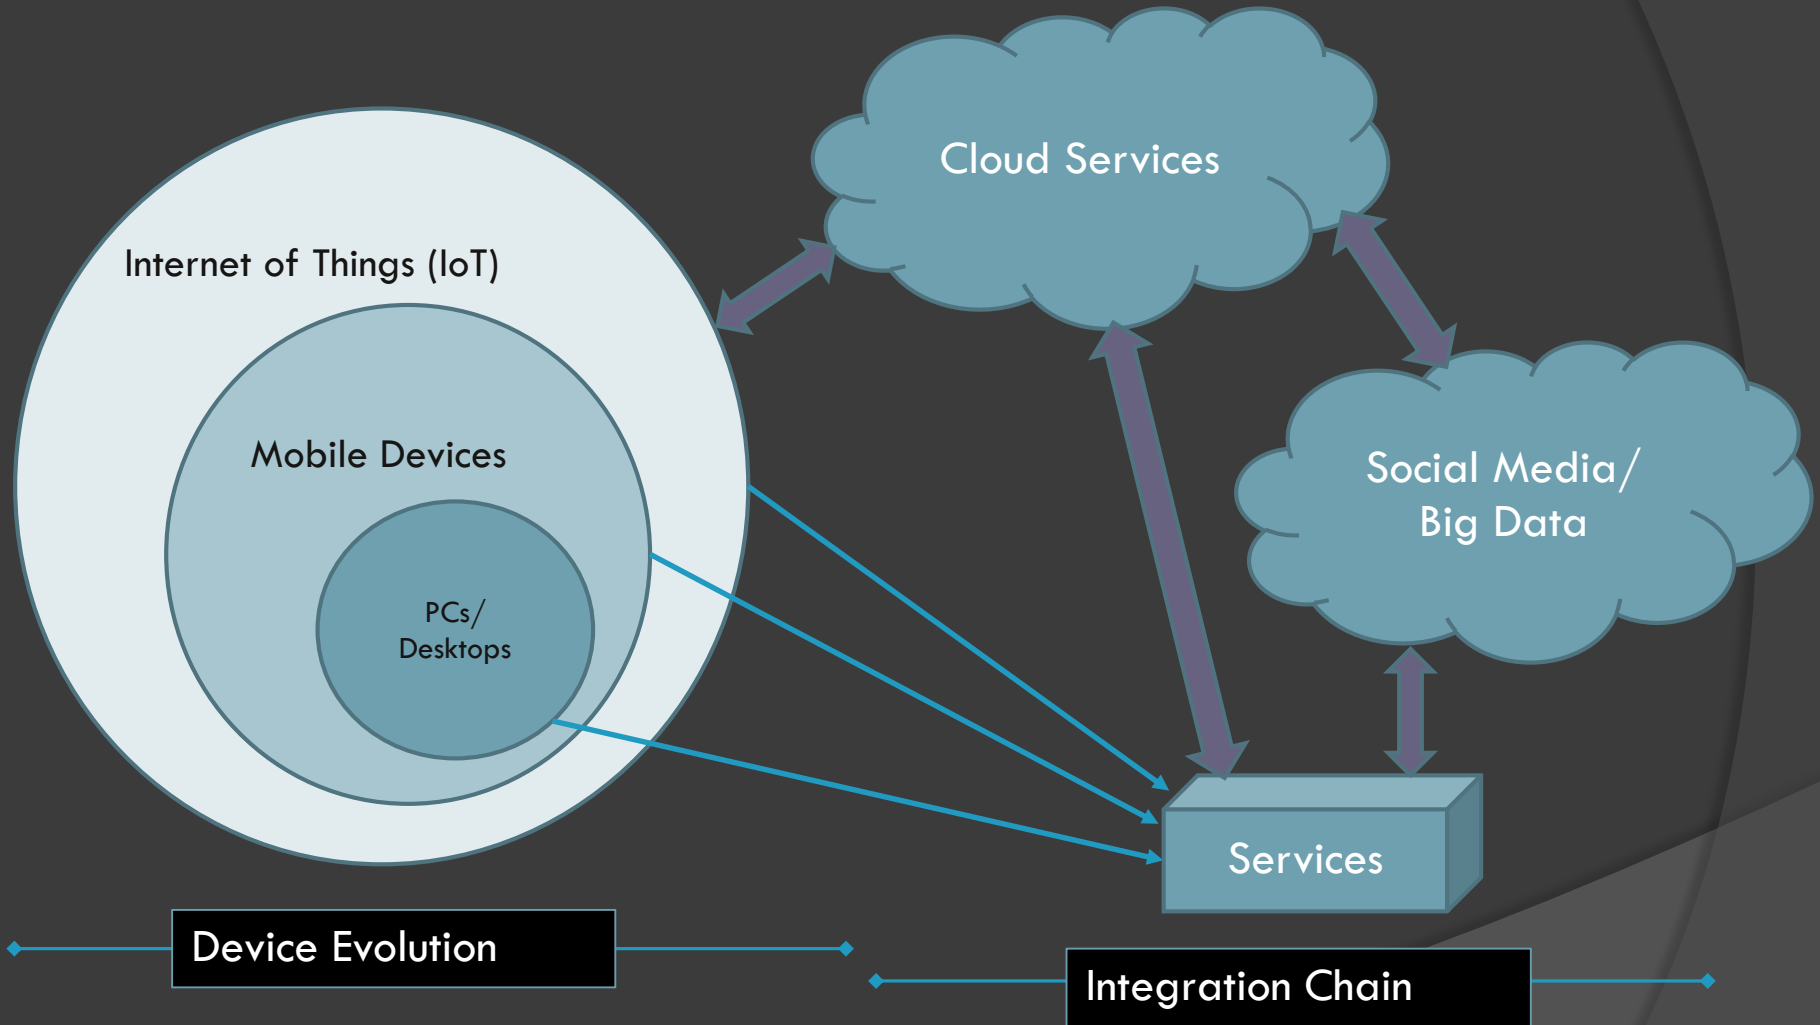 Cloud Services
Internet of Things (IoT)
Mobile Devices
Social Media/
Big Data
PCs/
Desktops
Services
Device Evolution
Integration Chain